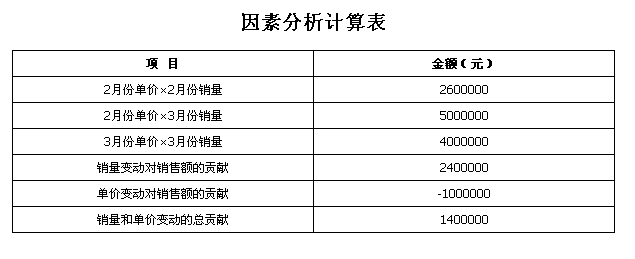 因素分析计算表
项 目 金额（元）
2月份单价×2月份销量 2600000
2月份单价×3月份销量 5000000
3月份单价×3月份销量 4000000
销量变动对销售额的贡献 2400000
单价变动对销售额的贡献 -1000000
销量和单价变动的总贡献 1400000